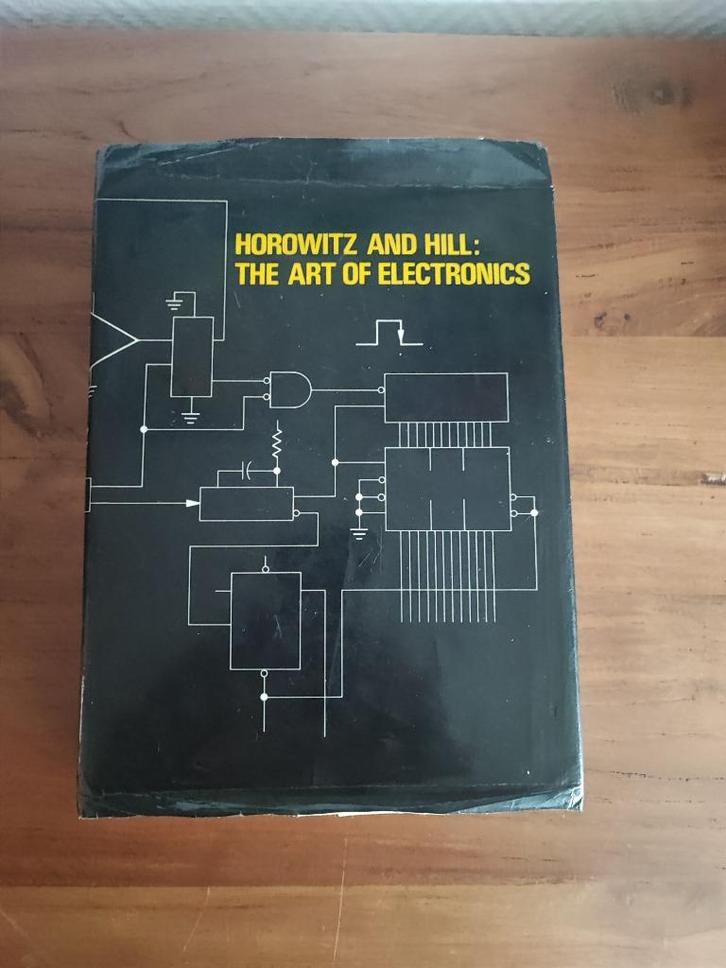 HOROWITZ AND HILL:
THE ART OF ELECTRONICS